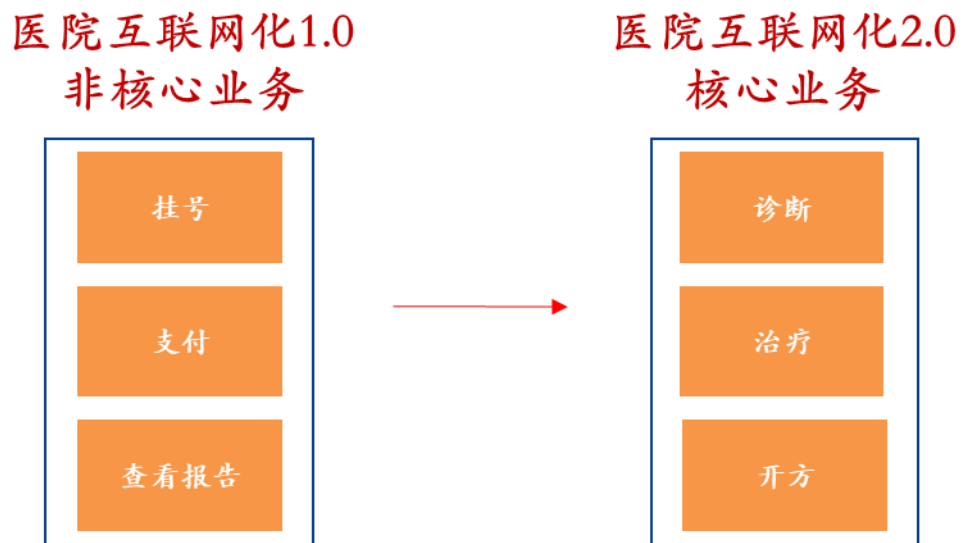 医院互联网化1.0
非核心业务
挂号
支付
查看报告
医院互联网化2.0
核心业务
诊断
治疗
开方